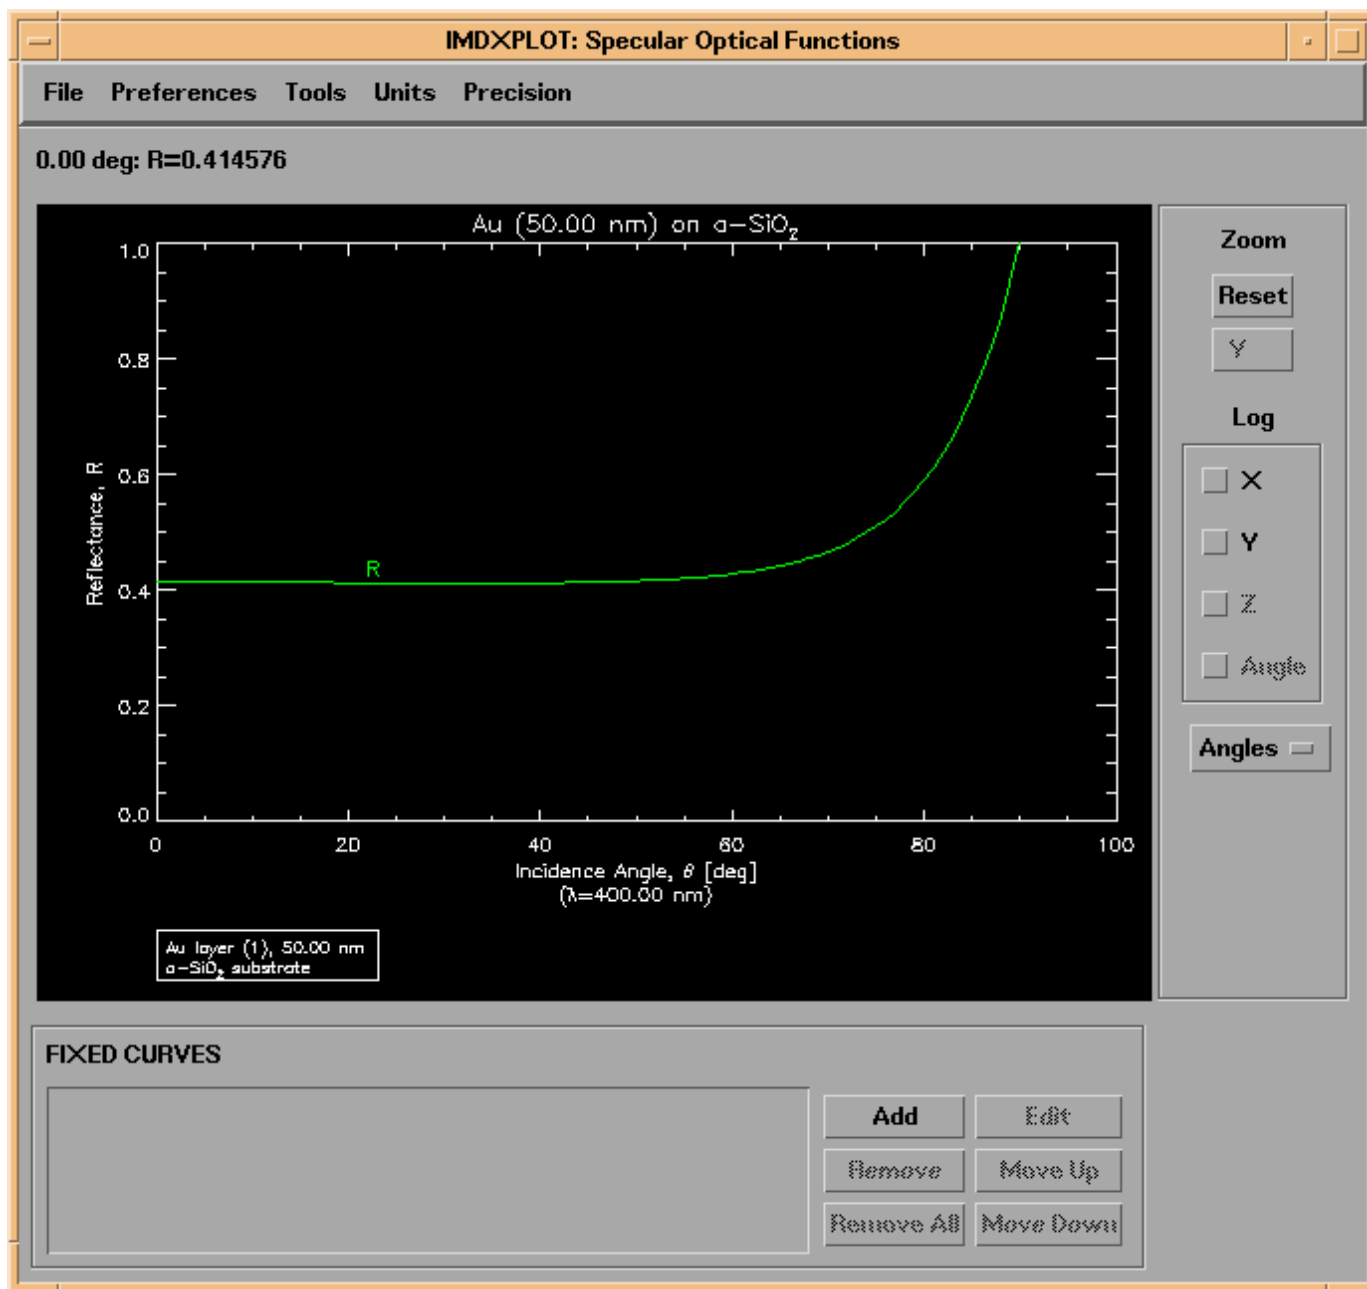 IMDXPLOT: Specular Optical Functions
File Preferences Tools Units Precision
0.00 deg: R=0.414576
Au (50.00 nm) on a-SiO₂
1.0
0.8
0.6
0.4
0.2
0.0
Reflectance, R
R
0 20 40 60 80 100
Incidence Angle, θ [deg]
(λ=400.00 nm)
Au layer (1), 50.00 nm
a-SiO₂ substrate
Zoom
Reset
Y
Log
X
Y
Z
Angle
Angles
FIXED CURVES
Add Edit
Remove Move Up
Remove All Move Down